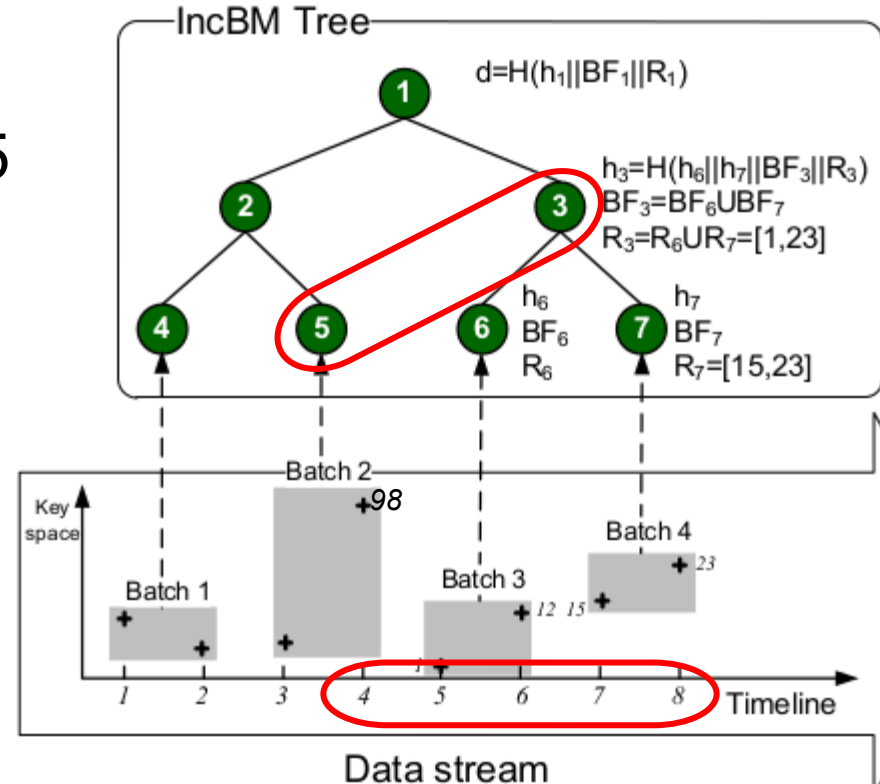 IncBM Tree
5
1
d=H(h₁||BF₁||R₁)
2
3
h₃=H(h₆||h₇||BF₃||R₃)
BF₃=BF₆UBF₇
R₃=R₆UR₇=[1,23]
4
5
6
h₆
BF₆
R₆
7
h₇
BF₇
R₇=[15,23]
Key
space
Batch 1
Batch 2
98
Batch 3
1
12
Batch 4
15
23
1 2 3 4 5 6 7 8
Timeline
Data stream